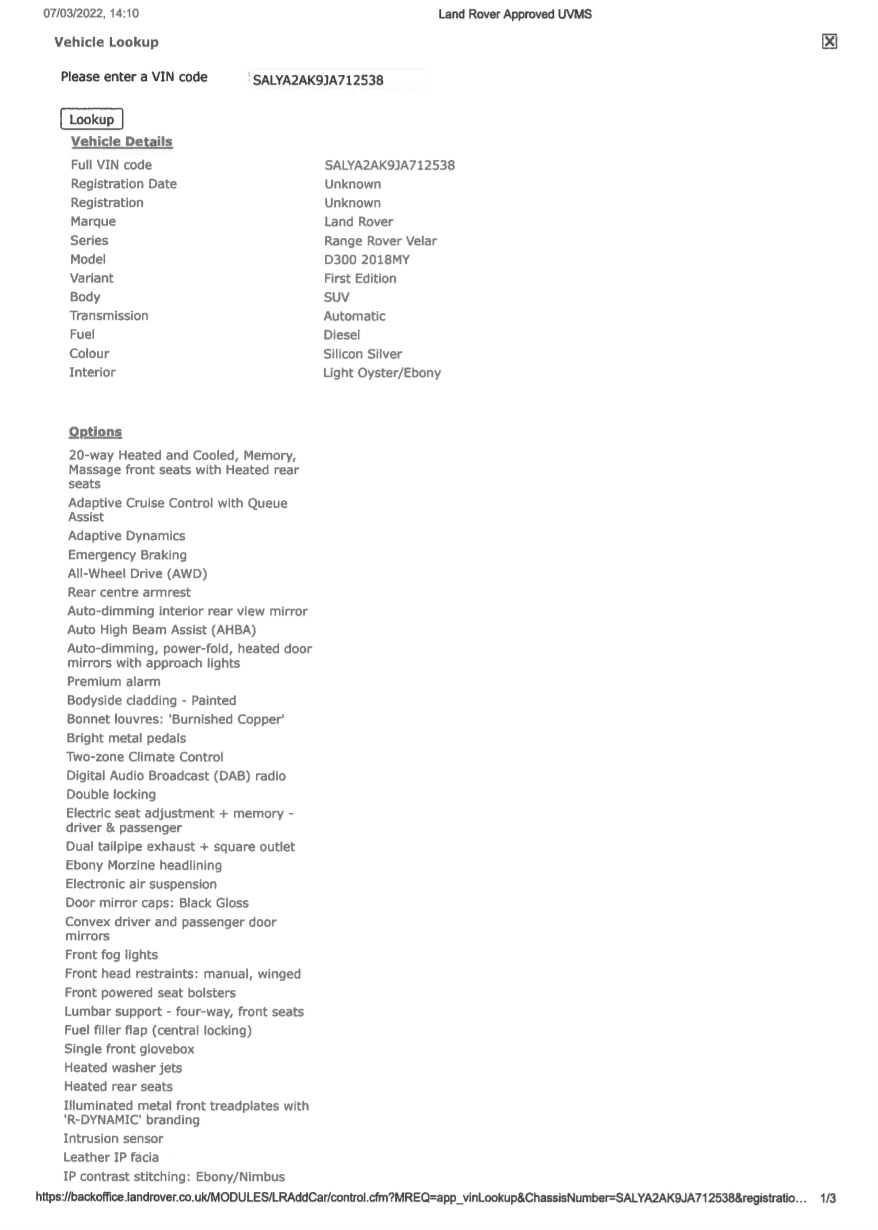 07/03/2022, 14:10
Land Rover Approved UVMS
Vehicle Lookup
Please enter a VIN code SALYA2AK9JA712538
Lookup
Vehicle Details
Full VIN code SALYA2AK9JA712538
Registration Date Unknown
Registration Unknown
Marque Land Rover
Series Range Rover Velar
Model D300 2018MY
Variant First Edition
Body SUV
Transmission Automatic
Fuel Diesel
Colour Silicon Silver
Interior Light Oyster/Ebony
Options
20-way Heated and Cooled, Memory,
Massage front seats with Heated rear
seats
Adaptive Cruise Control with Queue
Assist
Adaptive Dynamics
Emergency Braking
All-Wheel Drive (AWD)
Rear centre armrest
Auto-dimming interior rear view mirror
Auto High Beam Assist (AHBA)
Auto-dimming, power-fold, heated door
mirrors with approach lights
Premium alarm
Bodyside cladding - Painted
Bonnet louvres: 'Burnished Copper'
Bright metal pedals
Two-zone Climate Control
Digital Audio Broadcast (DAB) radio
Double locking
Electric seat adjustment + memory -
driver & passenger
Dual tailpipe exhaust + square outlet
Ebony Morzine headlining
Electronic air suspension
Door mirror caps: Black Gloss
Convex driver and passenger door
mirrors
Front fog lights
Front head restraints: manual, winged
Front powered seat bolsters
Lumbar support - four-way, front seats
Fuel filler flap (central locking)
Single front glovebox
Heated washer jets
Heated rear seats
Illuminated metal front treadplates with
'R-DYNAMIC' branding
Intrusion sensor
Leather IP facia
IP contrast stitching: Ebony/Nimbus
https://backoffice.landrover.co.uk/MODULES/LRAddCar/control.cfm?MREQ=app_vinLookup&ChassisNumber=SALYA2AK9JA712538&registratio... 1/3